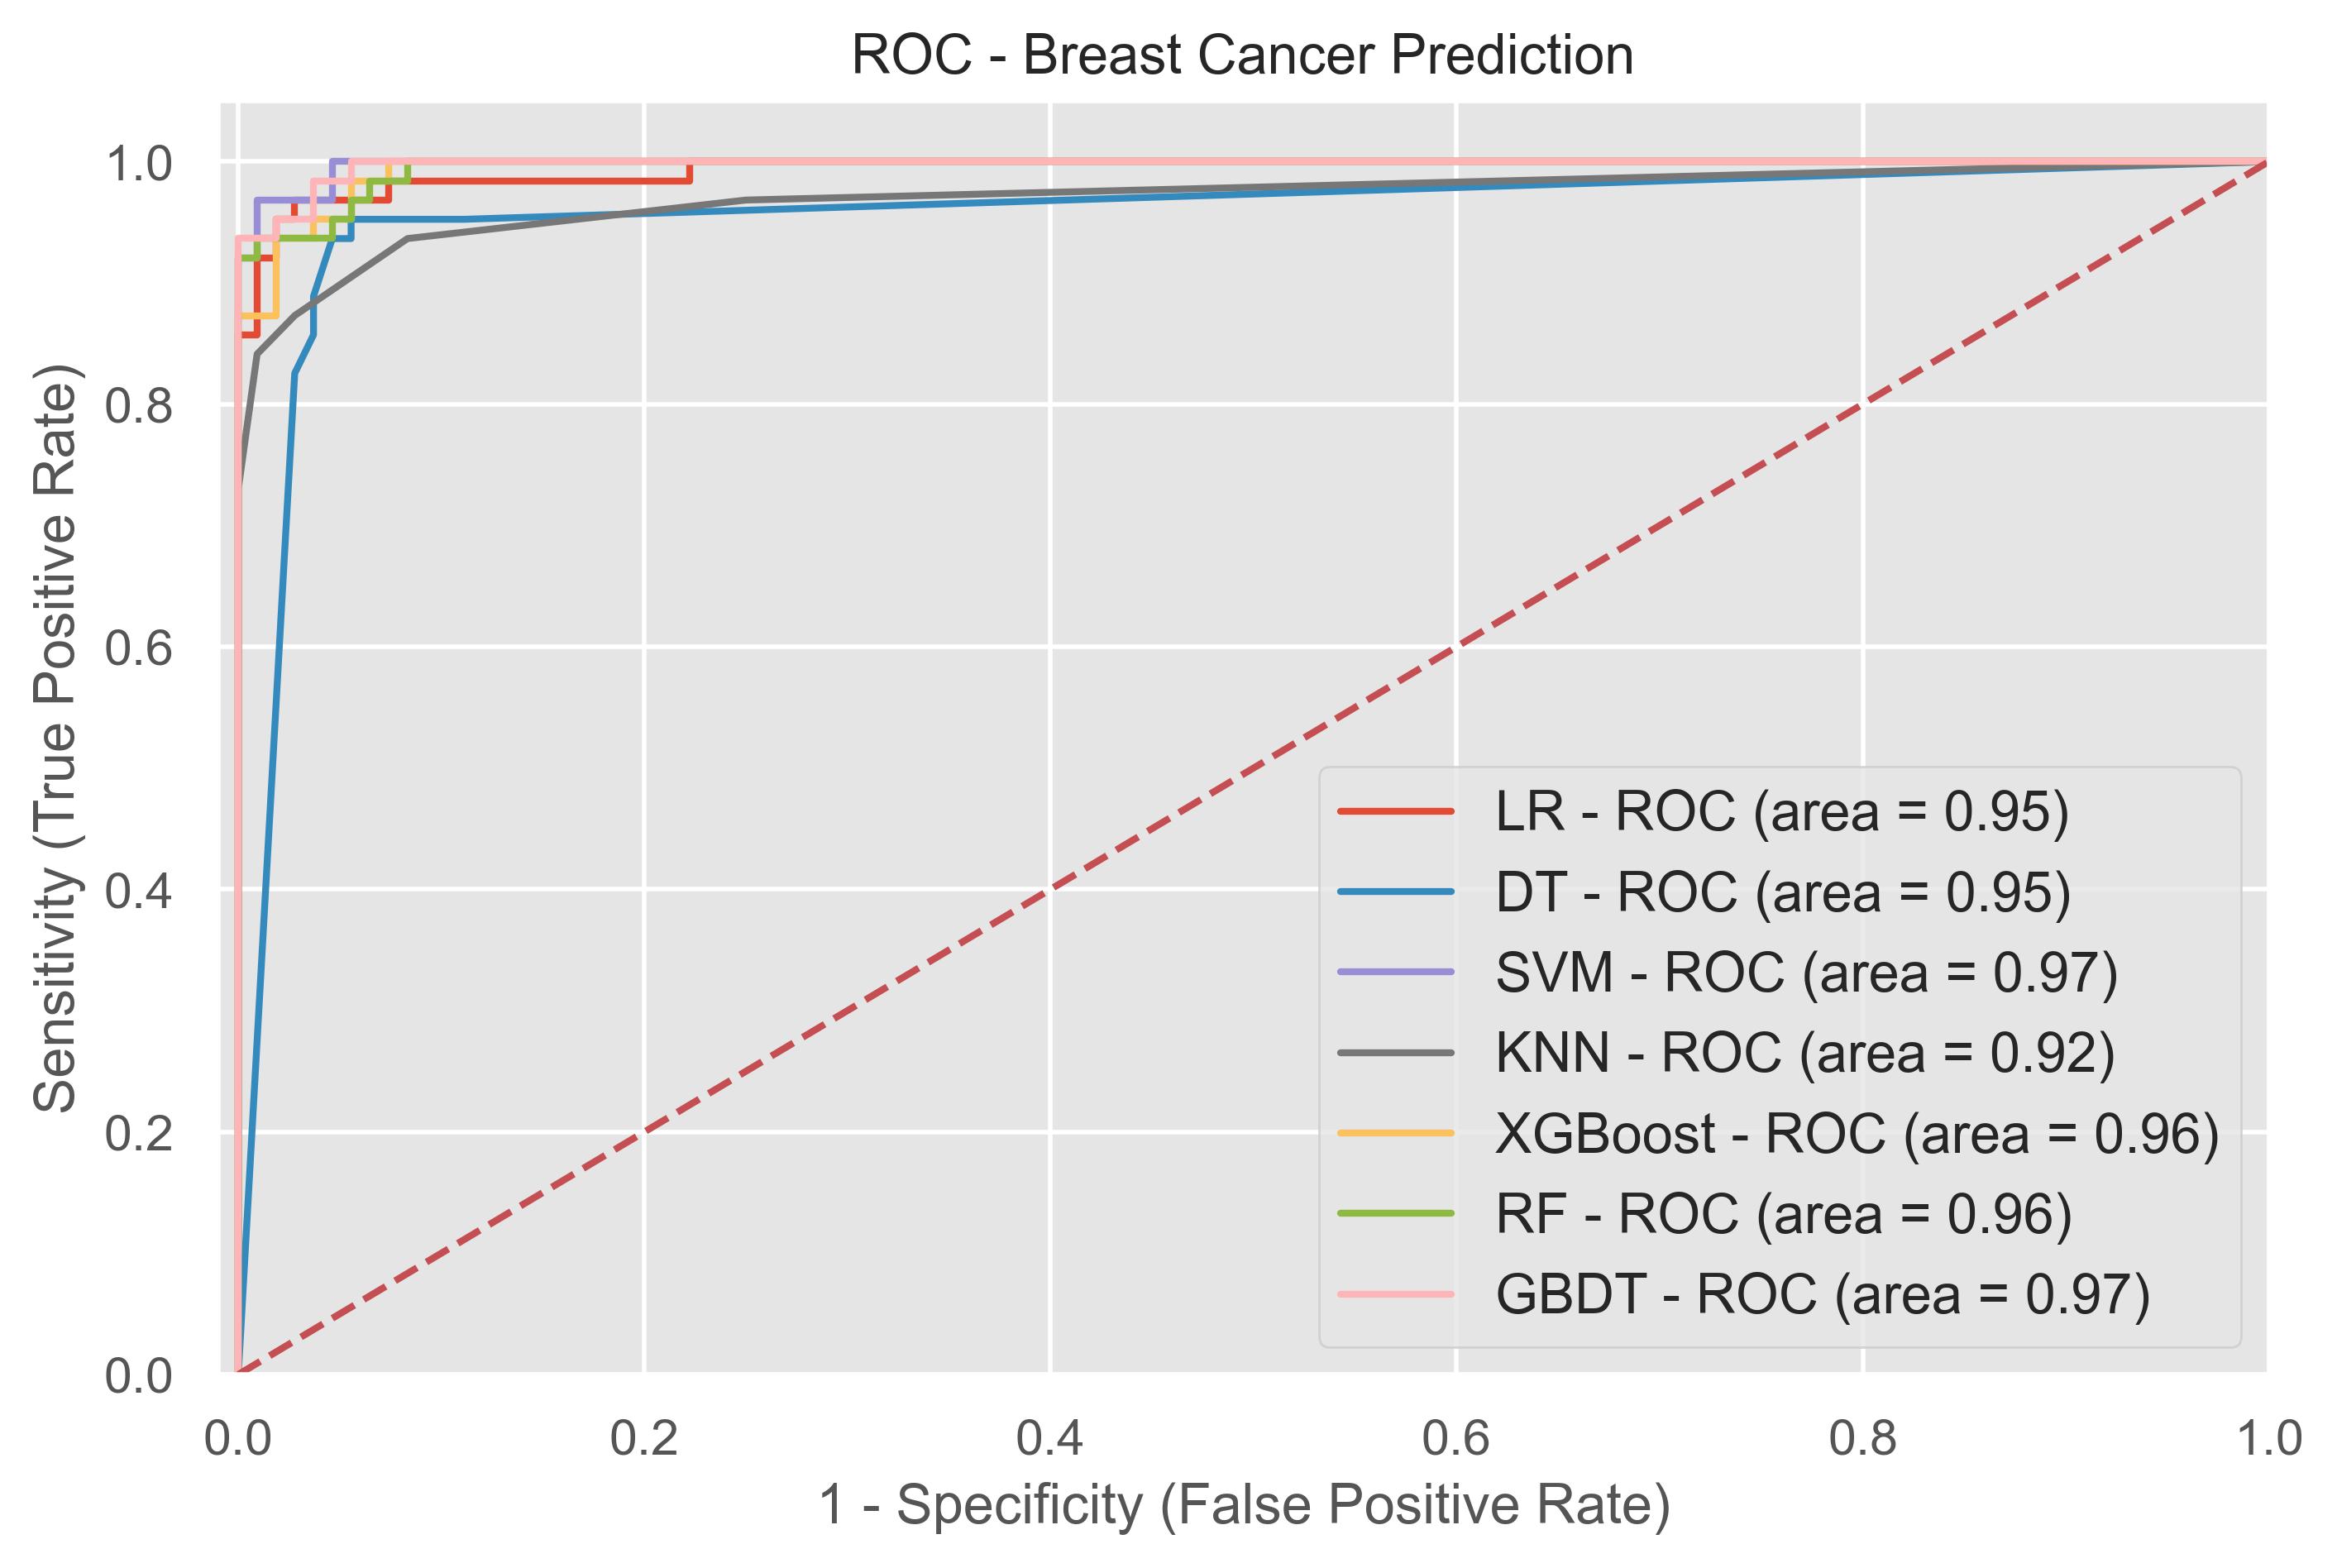 ROC - Breast Cancer Prediction
1.0
0.8
0.6
0.4
0.2
0.0
Sensitivity (True Positive Rate)
LR - ROC (area = 0.95)
DT - ROC (area = 0.95)
SVM - ROC (area = 0.97)
KNN - ROC (area = 0.92)
XGBoost - ROC (area = 0.96)
RF - ROC (area = 0.96)
GBDT - ROC (area = 0.97)
0.0 0.2 0.4 0.6 0.8 1.0
1 - Specificity (False Positive Rate)